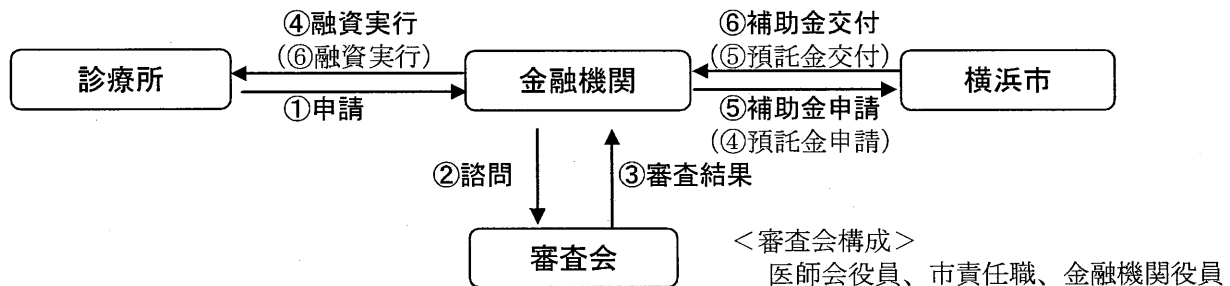 ④融資実行
(⑥融資実行)
⑥補助金交付
(⑤預託金交付)
診療所
金融機関
横浜市
①申請
⑤補助金申請
(④預託金申請)
②諮問
③審査結果
審査会
<審査会構成>
医師会役員、市責任職、金融機関役員